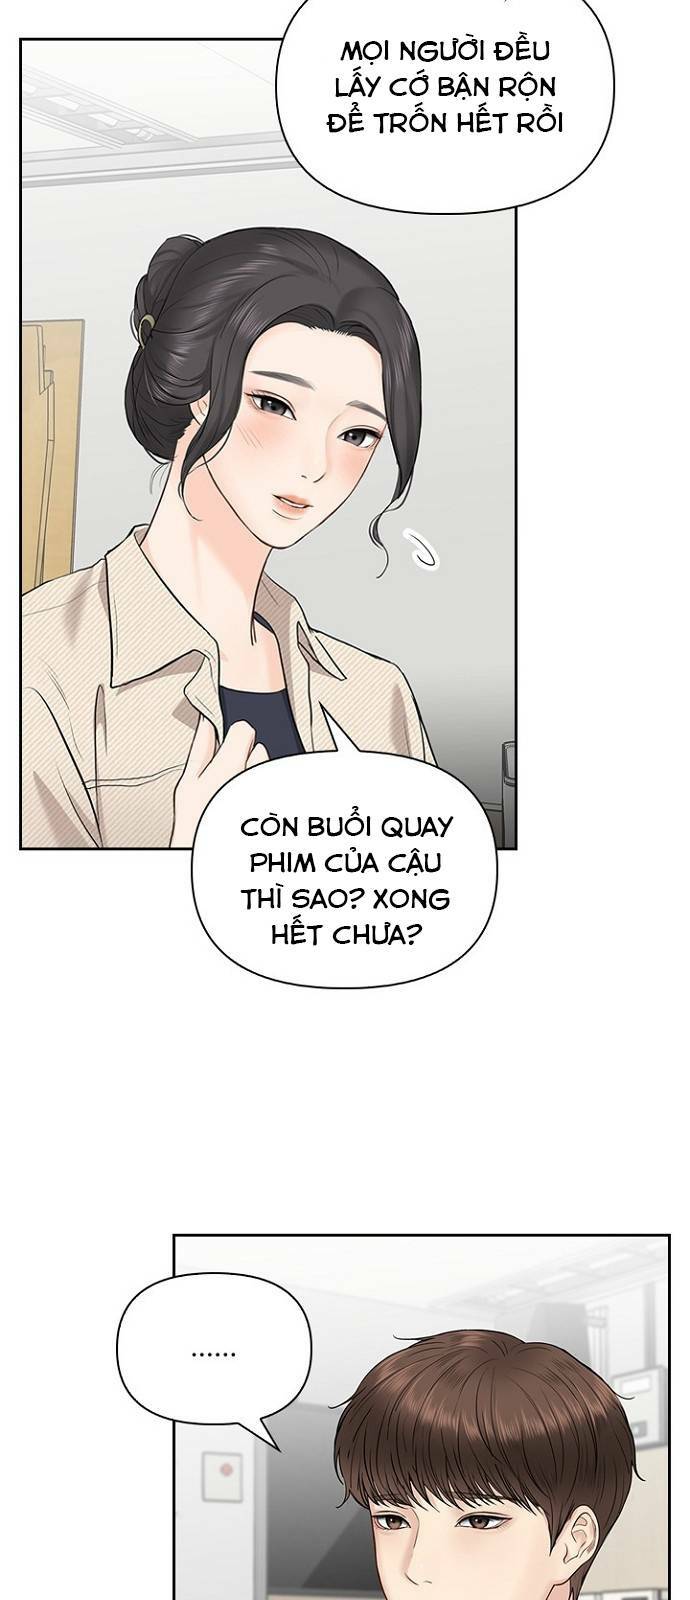 MỌI NGƯỜI ĐỀU
LẤY CỚ BẬN RỘN
ĐỂ TRỐN HẾT RỒI
CÒN BUỔI QUAY
PHIM CỦA CẬU
THÌ SAO? XONG
HẾT CHƯA?
......